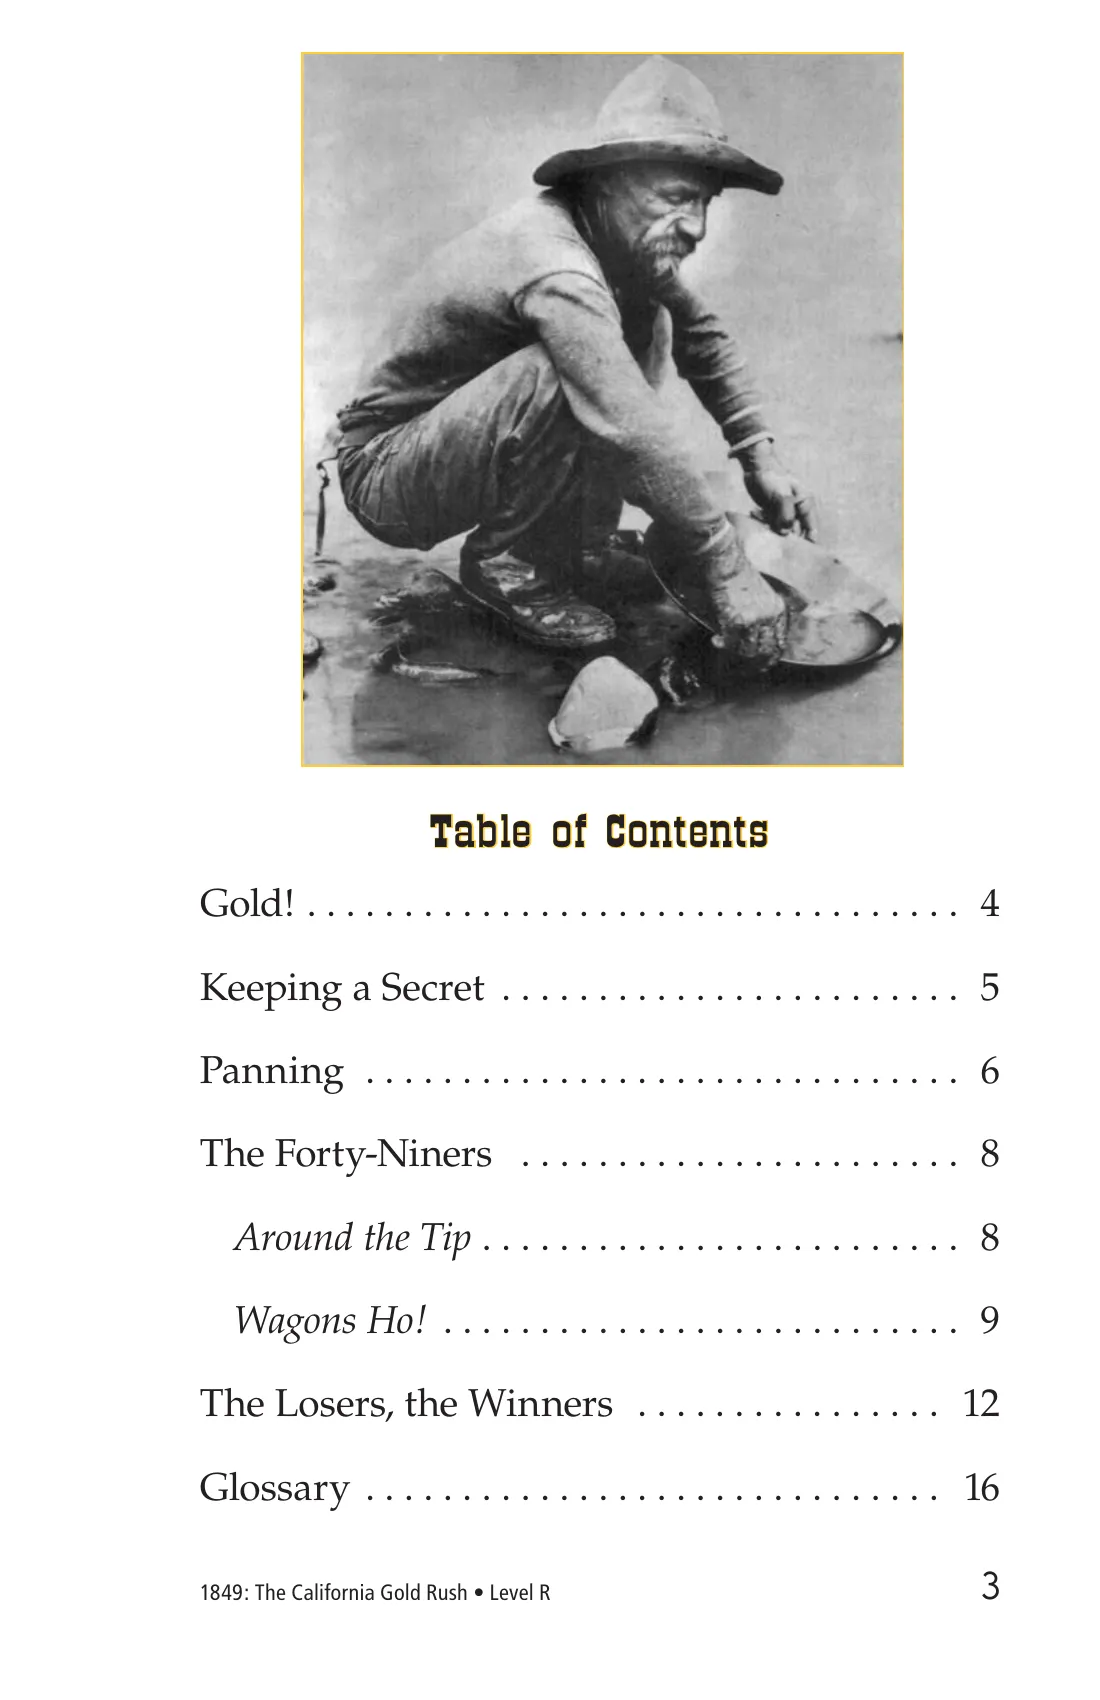 Table of Contents
Gold! . . . . . . . . . . . . . . . . . . . . . . . . . . . . . . . . . . 4
Keeping a Secret . . . . . . . . . . . . . . . . . . . . . . . . 5
Panning . . . . . . . . . . . . . . . . . . . . . . . . . . . . . . . 6
The Forty-Niners . . . . . . . . . . . . . . . . . . . . . . . 8
Around the Tip . . . . . . . . . . . . . . . . . . . . . . . . . 8
Wagons Ho! . . . . . . . . . . . . . . . . . . . . . . . . . . . 9
The Losers, the Winners . . . . . . . . . . . . . . . . 12
Glossary . . . . . . . . . . . . . . . . . . . . . . . . . . . . . . 16
1849: The California Gold Rush • Level R 3